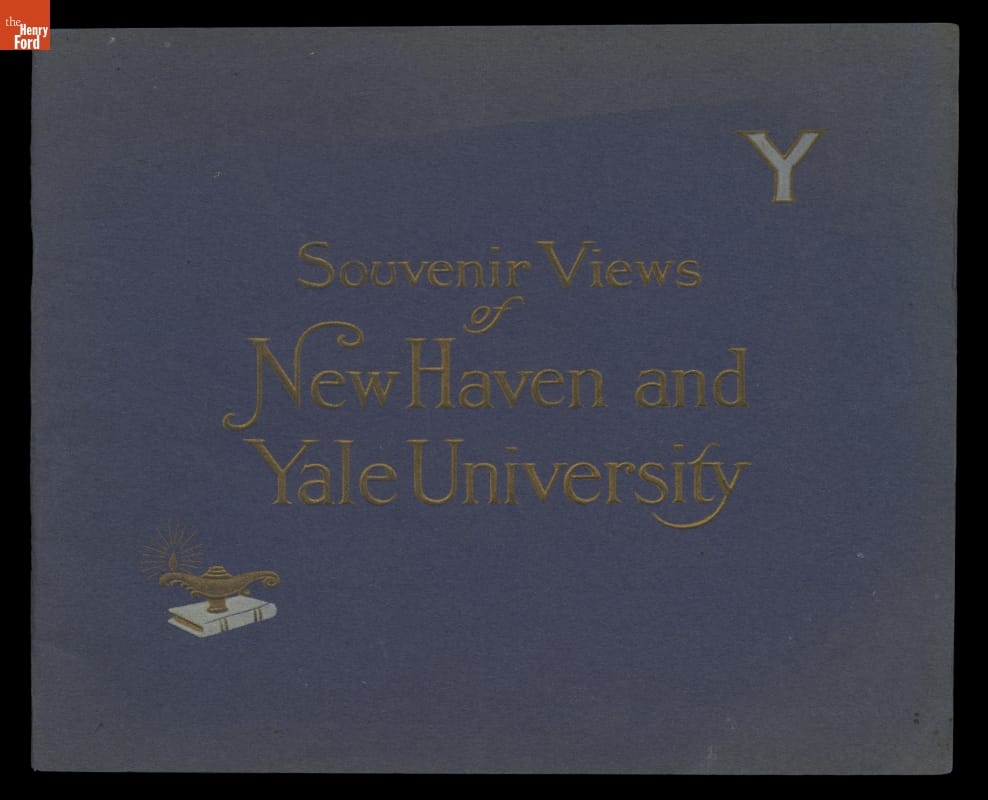 the
Henry
Ford
Y
Souvenir Views
of
New Haven and
Yale University